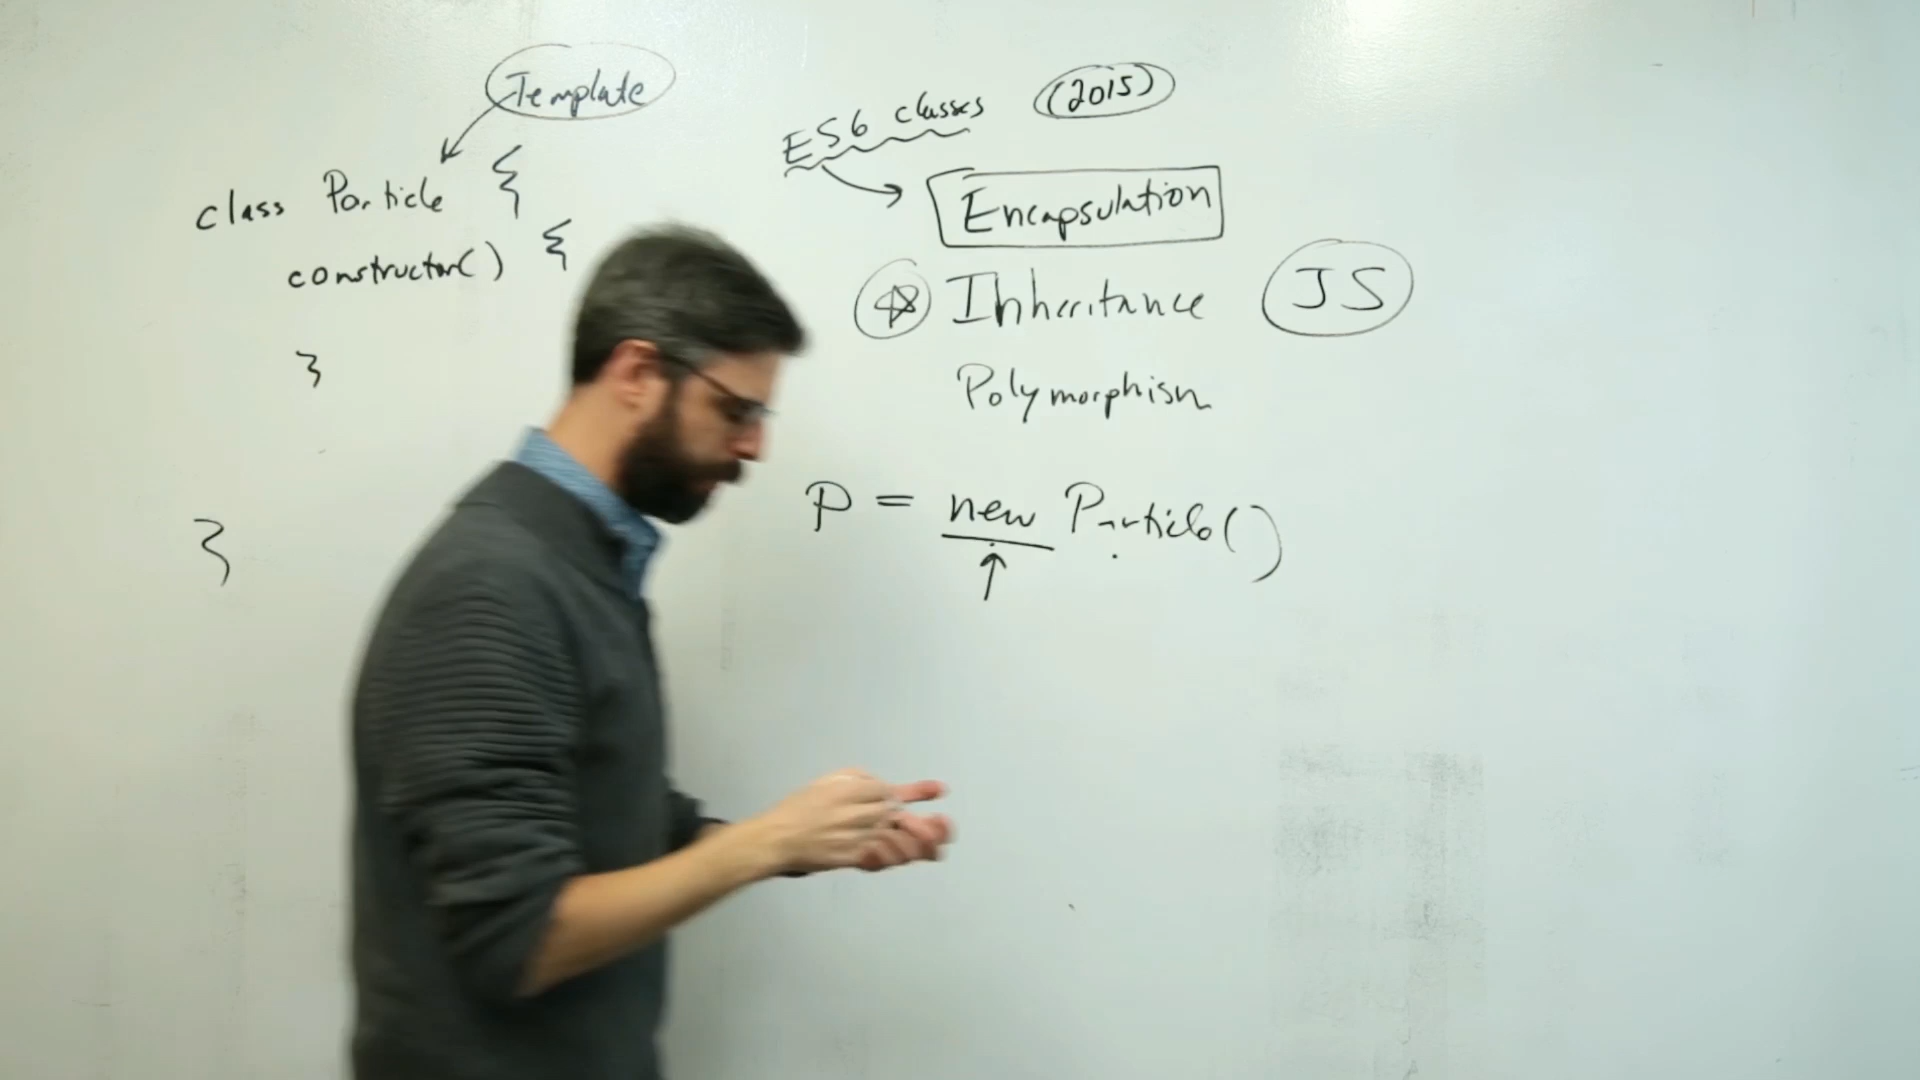 Template
class Particle {
constructor() {
}
}
ES6 classes (2015)
Encapsulation
Inheritance JS
Polymorphism
P = new Particle()